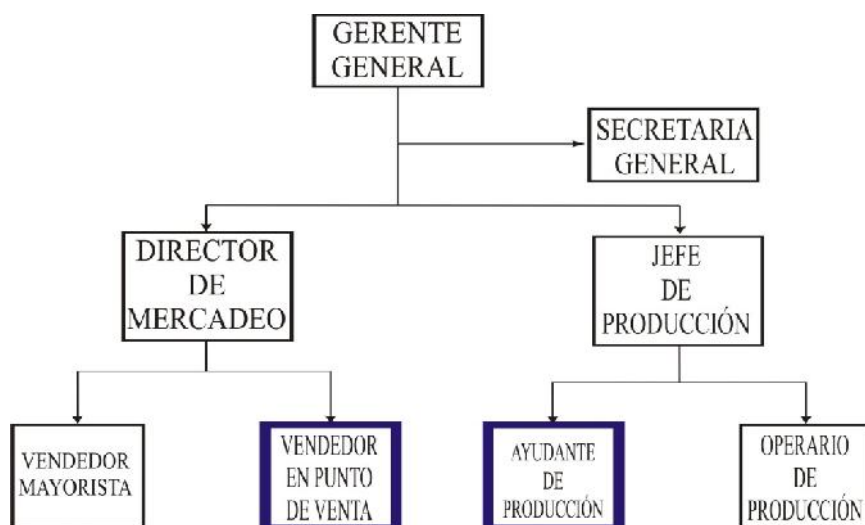 GERENTE
GENERAL
SECRETARIA
GENERAL
DIRECTOR
DE
MERCADEO
JEFE
DE
PRODUCCIÓN
VENDEDOR
MAYORISTA
VENDEDOR
EN PUNTO
DE VENTA
AYUDANTE
DE
PRODUCCIÓN
OPERARIO
DE
PRODUCCIÓN